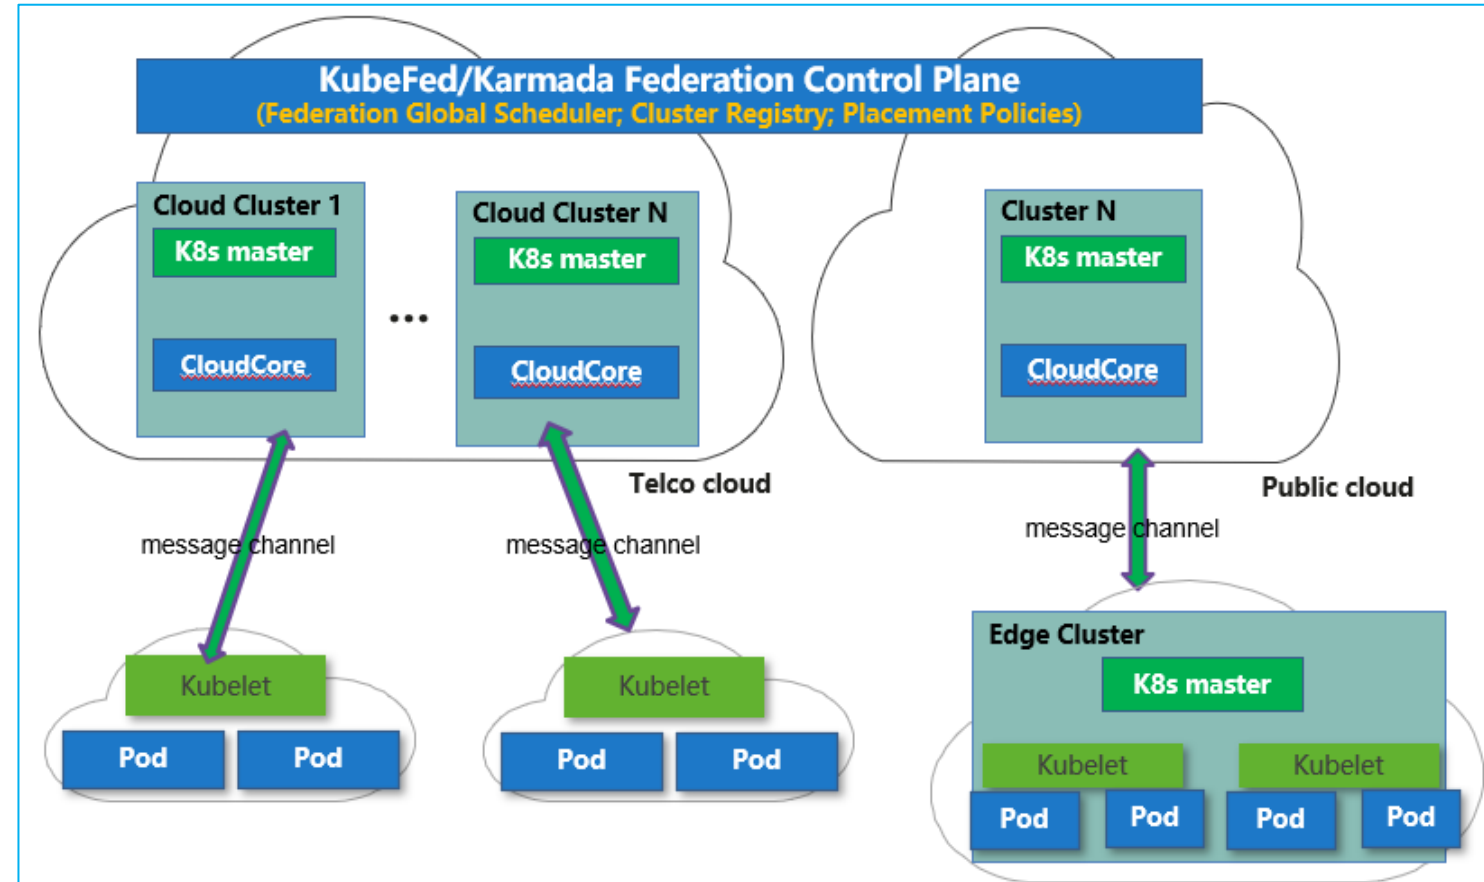 KubeFed/Karmada Federation Control Plane
(Federation Global Scheduler; Cluster Registry; Placement Policies)
Cloud Cluster 1
K8s master
CloudCore
...
Cloud Cluster N
K8s master
CloudCore
Telco cloud
Cluster N
K8s master
CloudCore
Public cloud
message channel
message channel
message channel
Kubelet
Pod
Pod
Kubelet
Pod
Pod
Edge Cluster
K8s master
Kubelet
Kubelet
Pod
Pod
Pod
Pod